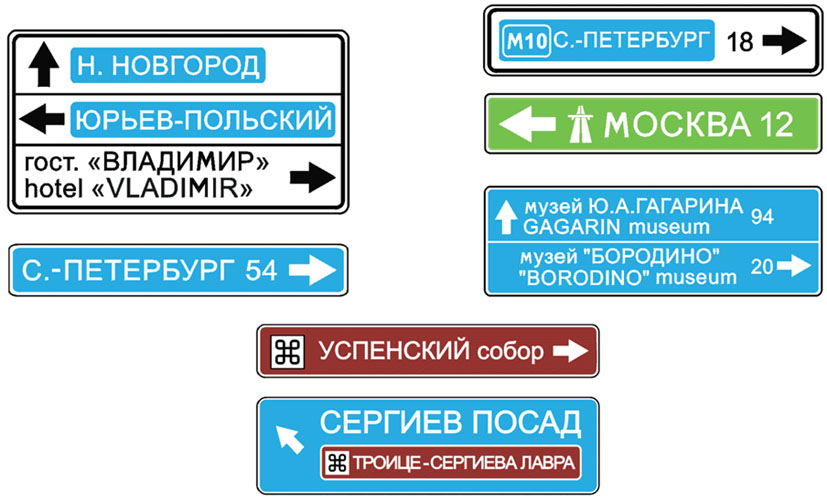 Н. НОВГОРОД
ЮРЬЕВ-ПОЛЬСКИЙ
гост. «ВЛАДИМИР»
hotel «VLADIMIR»
С.-ПЕТЕРБУРГ 54
М10 С.-ПЕТЕРБУРГ 18
МОСКВА 12
музей Ю.А.ГАГАРИНА
GAGARIN museum 94
музей "БОРОДИНО"
"BORODINO" museum 20
УСПЕНСКИЙ собор
СЕРГИЕВ ПОСАД
ТРОИЦЕ-СЕРГИЕВА ЛАВРА